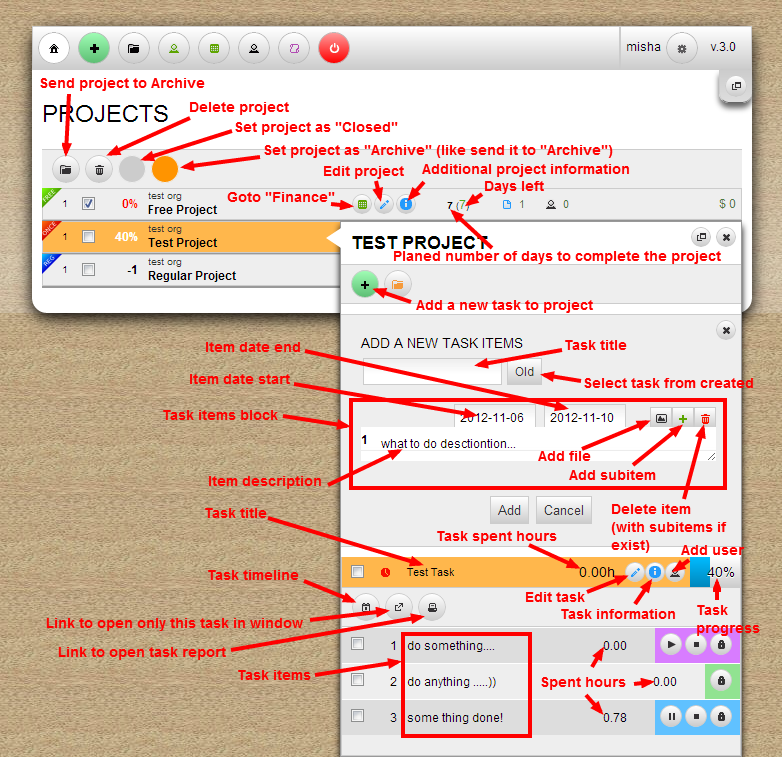 misha
v.3.0
Send project to Archive
PROJECTS
Delete project
Set project as "Closed"
Set project as "Archive" (like send it to "Archive")
Edit project
Additional project information
Goto "Finance"
Days left
FREE
1
0%
test org
Free Project
7 (7)
1
0
$ 0
ONCE
1
40%
test org
Test Project
REG
1
-1
test org
Regular Project
TEST PROJECT
Planed number of days to complete the project
Add a new task to project
ADD A NEW TASK ITEMS
Item date end
Task title
Old
Item date start
Select task from created
Task items block
2012-11-06
2012-11-10
1
what to do desctiontion...
Add file
Add subitem
Item description
Add
Cancel
Delete item
(with subitems if
exist)
Task title
Task spent hours
Add user
Test Task
0.00h
40%
Task timeline
Edit task
Task information
Task
progress
Link to open only this task in window
Link to open task report
Task items
1
do something....
0.00
2
do anything .....))
Spent hours
0.00
3
some thing done!
0.78